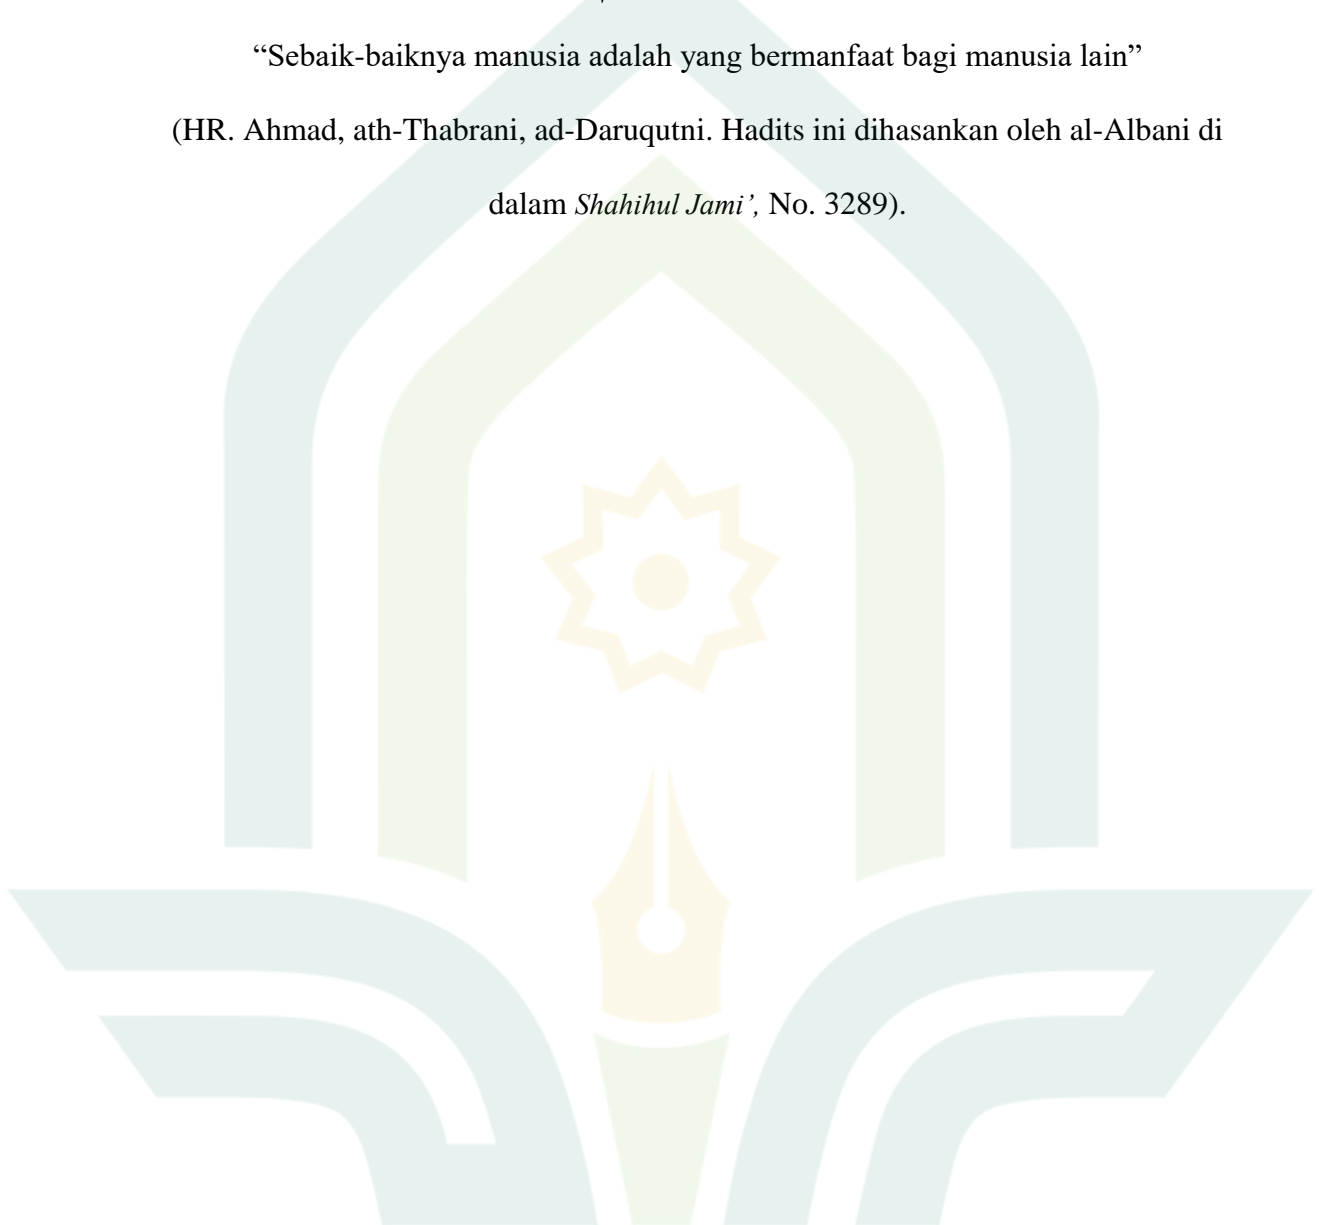 “Sebaik-baiknya manusia adalah yang bermanfaat bagi manusia lain”
(HR. Ahmad, ath-Thabrani, ad-Daruqutni. Hadits ini dihasankan oleh al-Albani di
dalam Shahihul Jami’, No. 3289).